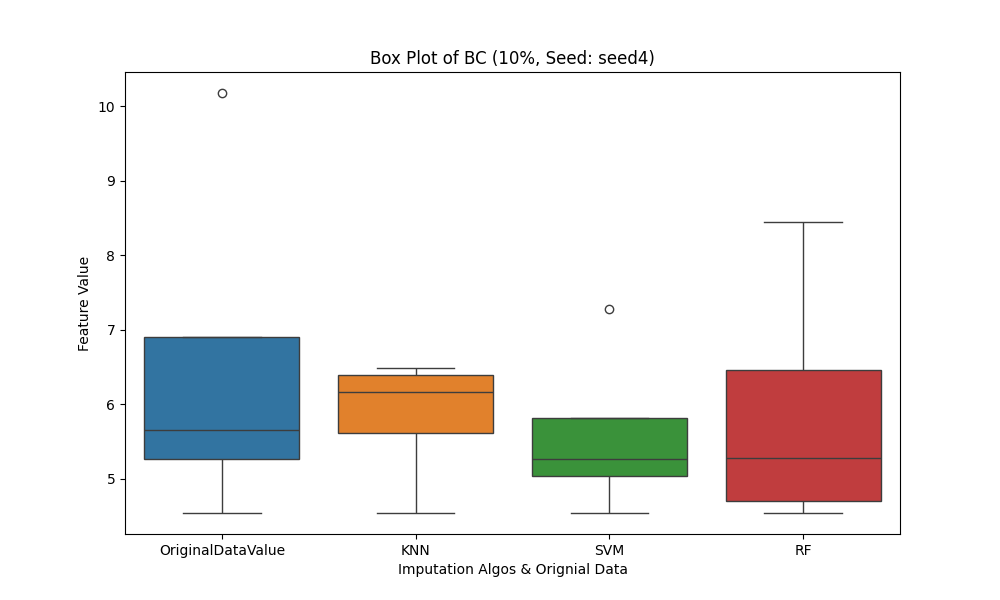 Box Plot of BC (10%, Seed: seed4)
10
9
8
7
6
5
Feature Value
OriginalDataValue
KNN
SVM
RF
Imputation Algos & Orignial Data